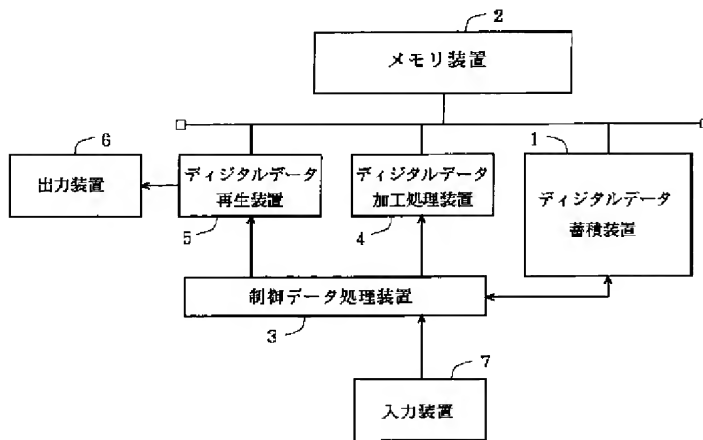 2
メモリ装置
6
出力装置
ディジタルデータ
再生装置
5
ディジタルデータ
加工処理装置
4
1
ディジタルデータ
蓄積装置
制御データ処理装置
3
7
入力装置